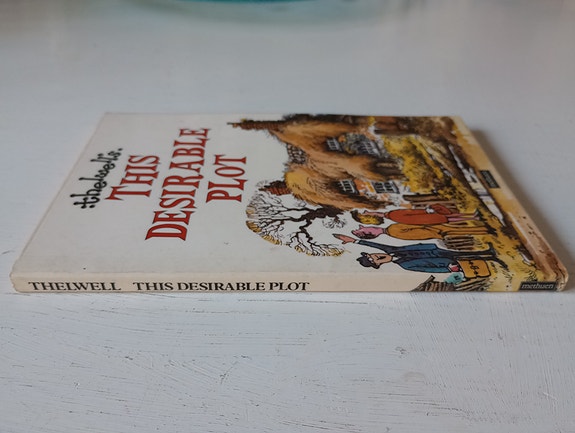 thelwell's.
THIS
DESIRABLE
PLOT
THELWELL THIS DESIRABLE PLOT
methuen